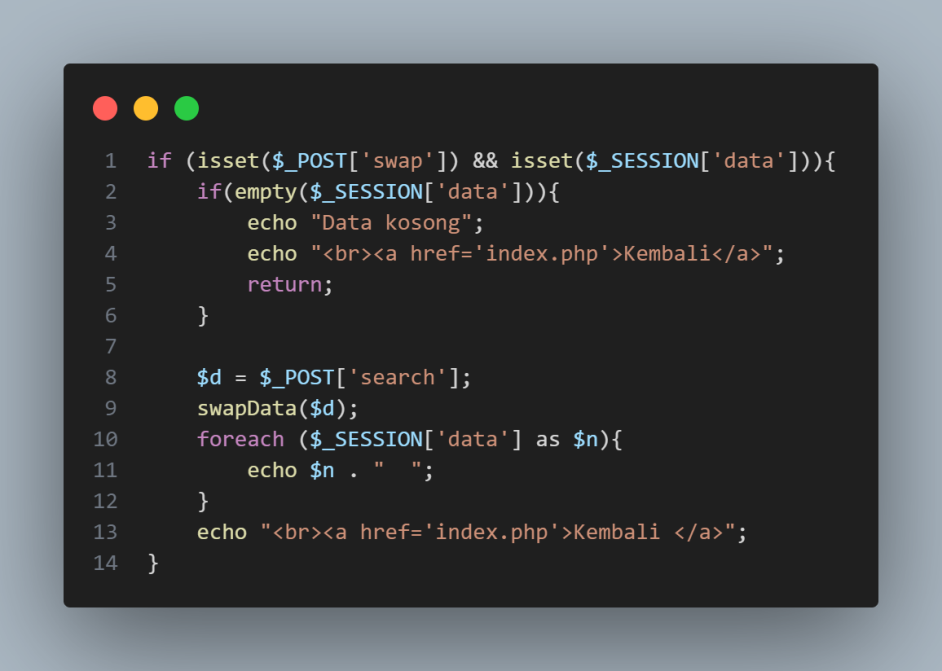 1 if (isset($_POST['swap']) && isset($_SESSION['data'])){
2     if(empty($_SESSION['data'])){
3         echo "Data kosong";
4         echo "<br><a href='index.php'>Kembali</a>";
5         return;
6     }
7
8     $d = $_POST['search'];
9     swapData($d);
10     foreach ($_SESSION['data'] as $n){
11         echo $n . "  ";
12     }
13     echo "<br><a href='index.php'>Kembali </a>";
14 }